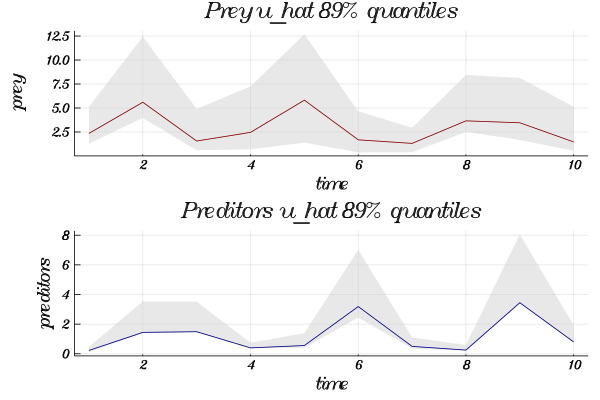 Prey u_hat 89% quantiles
12.5
10.0
7.5
5.0
2.5
prey
2 4 6 8 10
time
Preditors u_hat 89% quantiles
8
6
4
2
0
preditors
2 4 6 8 10
time